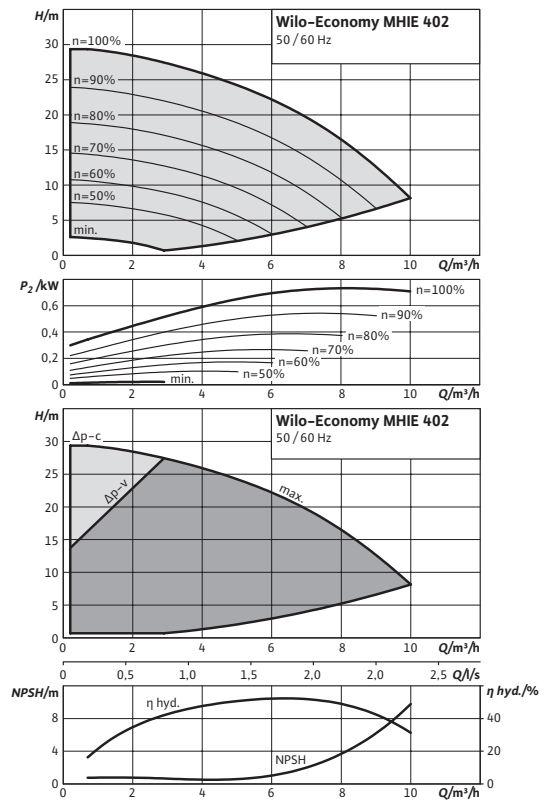 H/m
Wilo-Economy MHIE 402
50 / 60 Hz
30
n=100%
25
n=90%
20
n=80%
15
n=70%
10
n=60%
n=50%
5
min.
0
0 2 4 6 8 10 Q/m³/h
P₂ /kW
n=100%
0,6
n=90%
0,4
n=80%
n=70%
0,2
n=60%
n=50%
min.
0
0 2 4 6 8 10 Q/m³/h
H/m
Wilo-Economy MHIE 402
50 / 60 Hz
30
Δp-c
25
Δp-v
max.
20
15
10
5
0
0 2 4 6 8 10 Q/m³/h
0 0,5 1,0 1,5 2,0 2,0 2,5 Q/l/s
NPSH/m
η hyd./%
η hyd.
8 40
4 20
NPSH
0 0
0 2 4 6 8 10 Q/m³/h